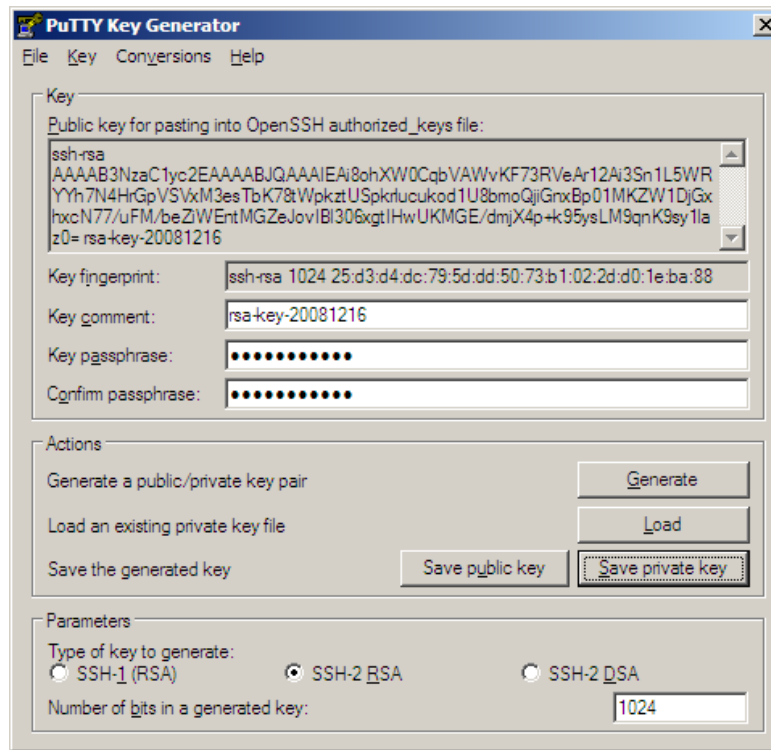 PuTTY Key Generator
File Key Conversions Help
Key
Public key for pasting into OpenSSH authorized_keys file:
ssh-rsa
AAAAB3NzaC1yc2EAAAABJQAAAIEAi8ohXW0CqbVAWvKF73RVeAr12Ai3Sn1L5WR
YYh7N4HrGpVSVxM3esTbK78tWpkztUSpkrlucukod1U8bmoQjiGnxBp01MKZW1DjGx
hxcN77/uFM/beZiWEntMGZeJovIBl306xgtIHwUKMGE/dmjX4p+k95ysLM9qnK9sy1la
z0= rsa-key-20081216
Key fingerprint: ssh-rsa 1024 25:d3:d4:dc:79:5d:dd:50:73:b1:02:2d:d0:1e:ba:88
Key comment: rsa-key-20081216
Key passphrase: ●●●●●●●●●●●
Confirm passphrase: ●●●●●●●●●●●
Actions
Generate a public/private key pair Generate
Load an existing private key file Load
Save the generated key Save public key Save private key
Parameters
Type of key to generate:
SSH-1 (RSA) SSH-2 RSA SSH-2 DSA
Number of bits in a generated key: 1024